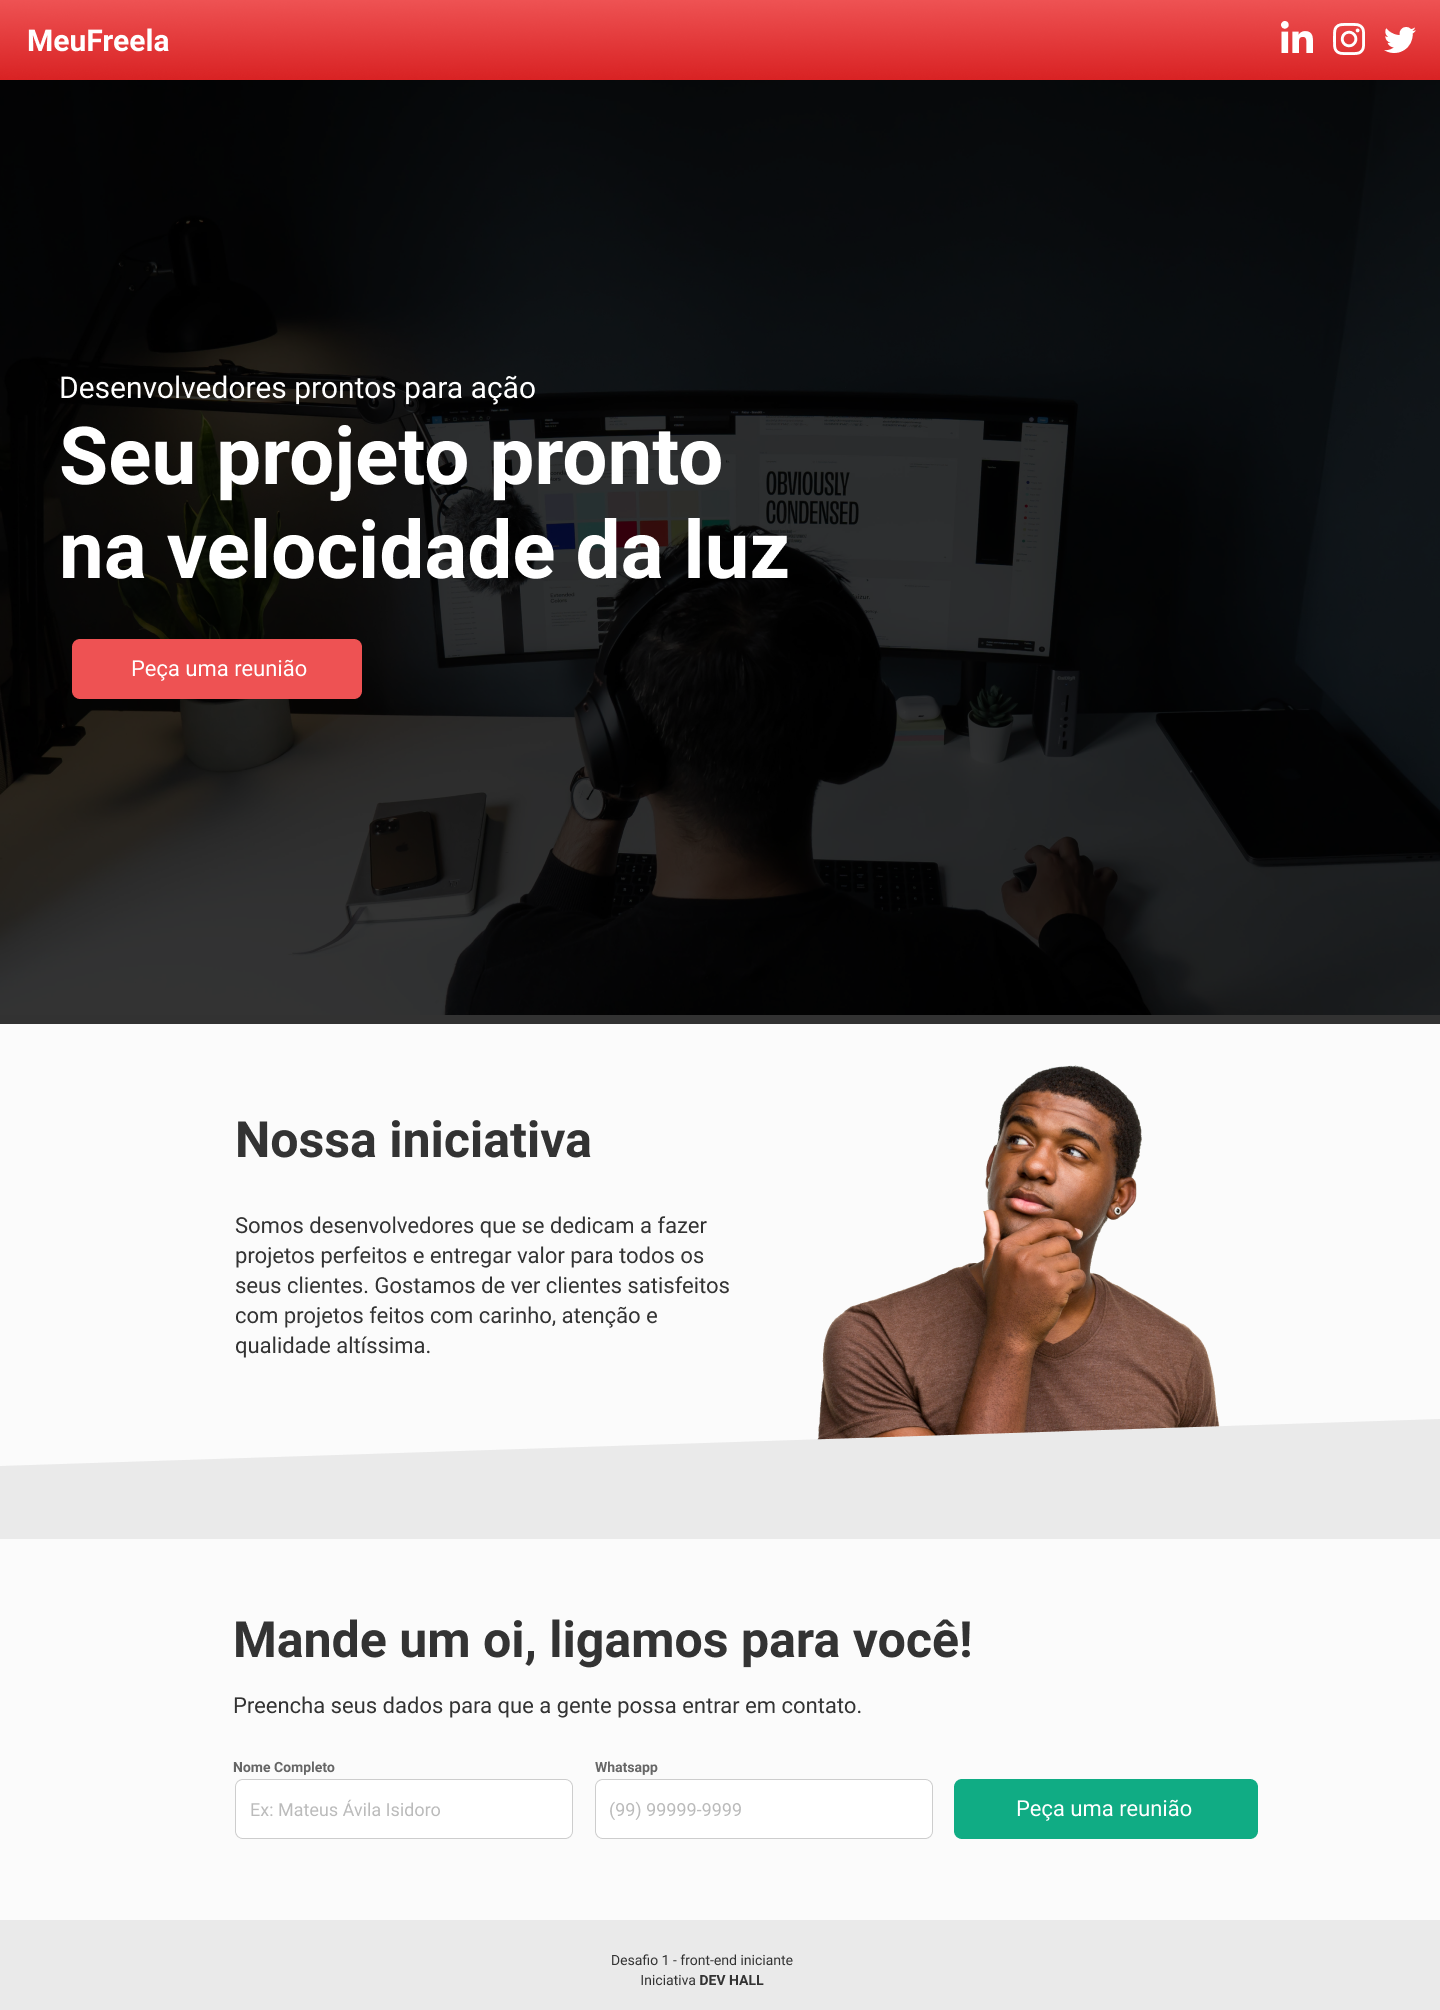 MeuFreela
Desenvolvedores prontos para ação
Seu projeto pronto
na velocidade da luz
OBVIOUSLY
CONDENSED
Peça uma reunião
Nossa iniciativa
Somos desenvolvedores que se dedicam a fazer
projetos perfeitos e entregar valor para todos os
seus clientes. Gostamos de ver clientes satisfeitos
com projetos feitos com carinho, atenção e
qualidade altíssima.
Mande um oi, ligamos para você!
Preencha seus dados para que a gente possa entrar em contato.
Nome Completo
Whatsapp
Ex: Mateus Ávila Isidoro
(99) 99999-9999
Peça uma reunião
Desafio 1 - front-end iniciante
Iniciativa DEV HALL